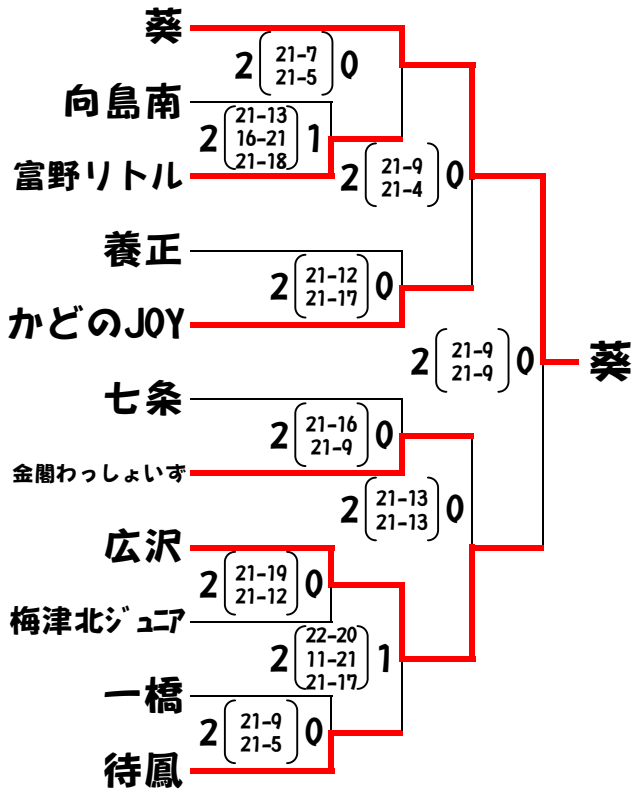 葵
2 21-7 0
21-5
向島南
21-13
2 16-21 1
21-18
富野リトル
2 21-9 0
21-4
養正
2 21-12 0
21-17
かどのJOY
2 21-9 0
21-9
葵
七条
2 21-16 0
21-9
金閣わっしょいず
2 21-13 0
21-13
広沢
2 21-19 0
21-12
梅津北ジュニア
22-20
2 11-21 1
21-17
一橋
2 21-9 0
21-5
待鳳